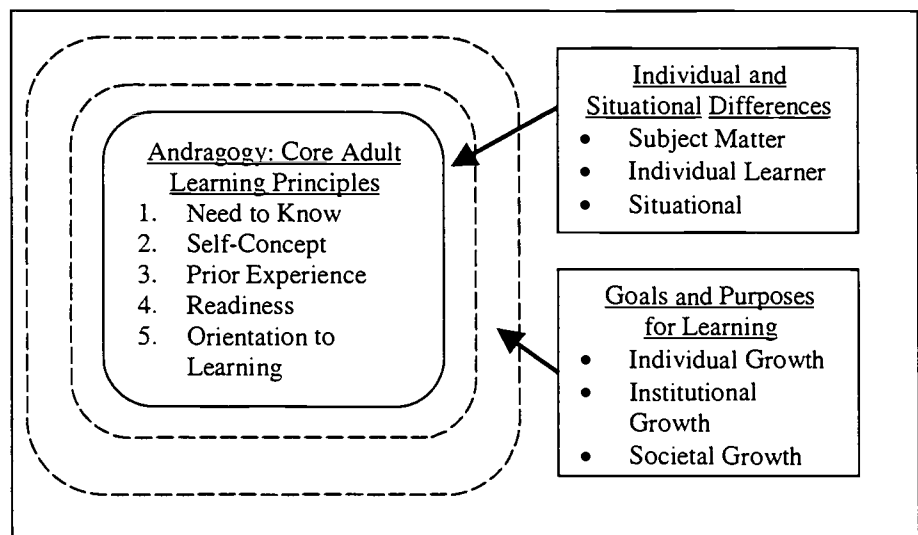 Andragogy: Core Adult
Learning Principles
1. Need to Know
2. Self-Concept
3. Prior Experience
4. Readiness
5. Orientation to
Learning
Individual and
Situational Differences
• Subject Matter
• Individual Learner
• Situational
Goals and Purposes
for Learning
• Individual Growth
• Institutional
Growth
• Societal Growth